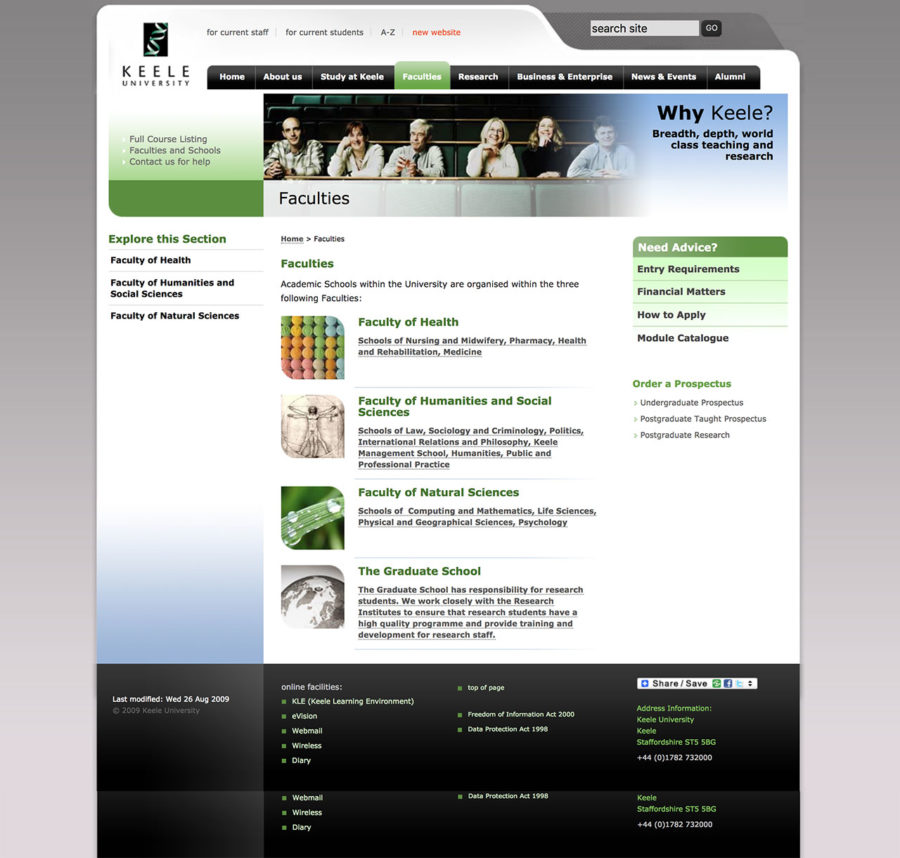 for current staff
for current students
A-Z
new website
search site
GO
KEELE
UNIVERSITY
Home
About us
Study at Keele
Faculties
Research
Business & Enterprise
News & Events
Alumni
Full Course Listing
Faculties and Schools
Contact us for help
Why Keele?
Breadth, depth, world
class teaching and
research
Faculties
Explore this Section
Faculty of Health
Faculty of Humanities and
Social Sciences
Faculty of Natural Sciences
Home > Faculties
Faculties
Academic Schools within the University are organised within the three
following Faculties:
Faculty of Health
Schools of Nursing and Midwifery, Pharmacy, Health
and Rehabilitation, Medicine
Faculty of Humanities and Social
Sciences
Schools of Law, Sociology and Criminology, Politics,
International Relations and Philosophy, Keele
Management School, Humanities, Public and
Professional Practice
Faculty of Natural Sciences
Schools of Computing and Mathematics, Life Sciences,
Physical and Geographical Sciences, Psychology
The Graduate School
The Graduate School has responsibility for research
students. We work closely with the Research
Institutes to ensure that research students have a
high quality programme and provide training and
development for research staff.
Need Advice?
Entry Requirements
Financial Matters
How to Apply
Module Catalogue
Order a Prospectus
Undergraduate Prospectus
Postgraduate Taught Prospectus
Postgraduate Research
Last modified: Wed 26 Aug 2009
© 2009 Keele University
online facilities:
KLE (Keele Learning Environment)
eVision
Webmail
Wireless
Diary
top of page
Freedom of Information Act 2000
Data Protection Act 1998
Share / Save
Address Information:
Keele University
Keele
Staffordshire ST5 5BG
+44 (0)1782 732000
Webmail
Wireless
Diary
Data Protection Act 1998
Keele
Staffordshire ST5 5BG
+44 (0)1782 732000